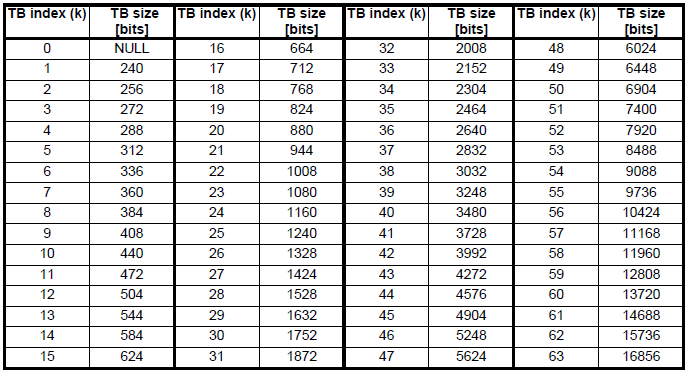 TB index (k) TB size [bits] TB index (k) TB size [bits] TB index (k) TB size [bits] TB index (k) TB size [bits]
0 NULL 16 664 32 2008 48 6024
1 240 17 712 33 2152 49 6448
2 256 18 768 34 2304 50 6904
3 272 19 824 35 2464 51 7400
4 288 20 880 36 2640 52 7920
5 312 21 944 37 2832 53 8488
6 336 22 1008 38 3032 54 9088
7 360 23 1080 39 3248 55 9736
8 384 24 1160 40 3480 56 10424
9 408 25 1240 41 3728 57 11168
10 440 26 1328 42 3992 58 11960
11 472 27 1424 43 4272 59 12808
12 504 28 1528 44 4576 60 13720
13 544 29 1632 45 4904 61 14688
14 584 30 1752 46 5248 62 15736
15 624 31 1872 47 5624 63 16856